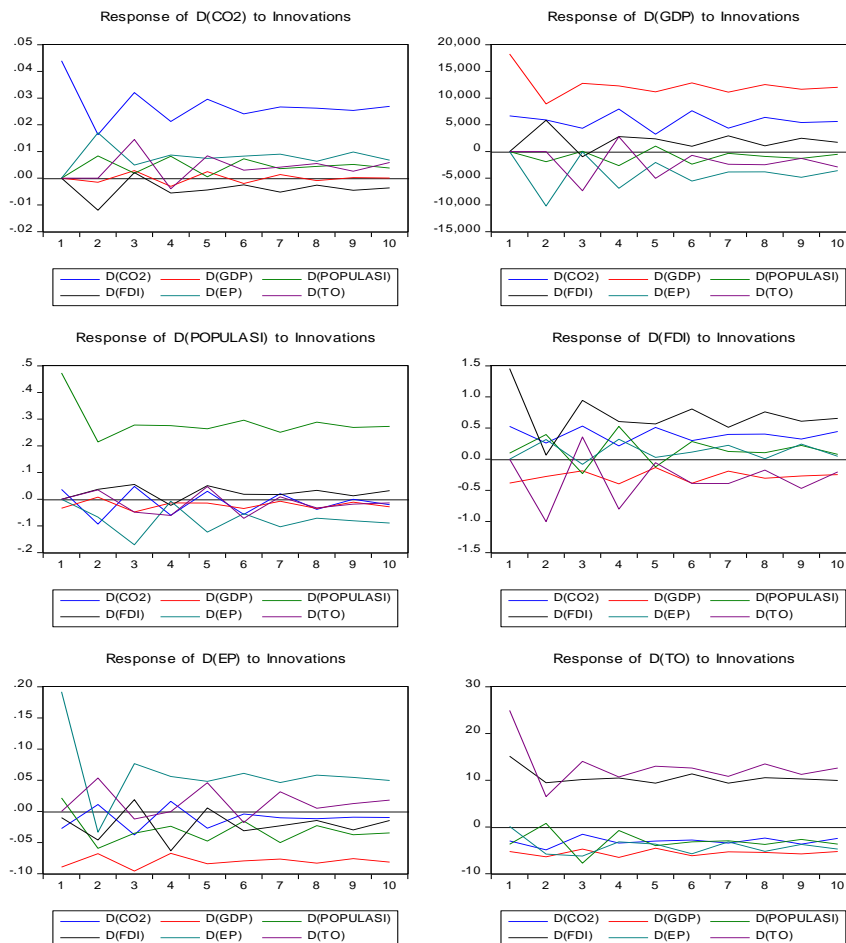 Response of D(CO2) to Innovations
.05
.04
.03
.02
.01
.00
-.01
-.02
1 2 3 4 5 6 7 8 9 10
D(CO2) D(GDP) D(POPULASI)
D(FDI) D(EP) D(TO)
Response of D(GDP) to Innovations
20,000
15,000
10,000
5,000
0
-5,000
-10,000
-15,000
1 2 3 4 5 6 7 8 9 10
D(CO2) D(GDP) D(POPULASI)
D(FDI) D(EP) D(TO)
Response of D(POPULASI) to Innovations
.5
.4
.3
.2
.1
.0
-.1
-.2
1 2 3 4 5 6 7 8 9 10
D(CO2) D(GDP) D(POPULASI)
D(FDI) D(EP) D(TO)
Response of D(FDI) to Innovations
1.5
1.0
0.5
0.0
-0.5
-1.0
-1.5
1 2 3 4 5 6 7 8 9 10
D(CO2) D(GDP) D(POPULASI)
D(FDI) D(EP) D(TO)
Response of D(EP) to Innovations
.20
.15
.10
.05
.00
-.05
-.10
1 2 3 4 5 6 7 8 9 10
D(CO2) D(GDP) D(POPULASI)
D(FDI) D(EP) D(TO)
Response of D(TO) to Innovations
30
20
10
0
-10
1 2 3 4 5 6 7 8 9 10
D(CO2) D(GDP) D(POPULASI)
D(FDI) D(EP) D(TO)